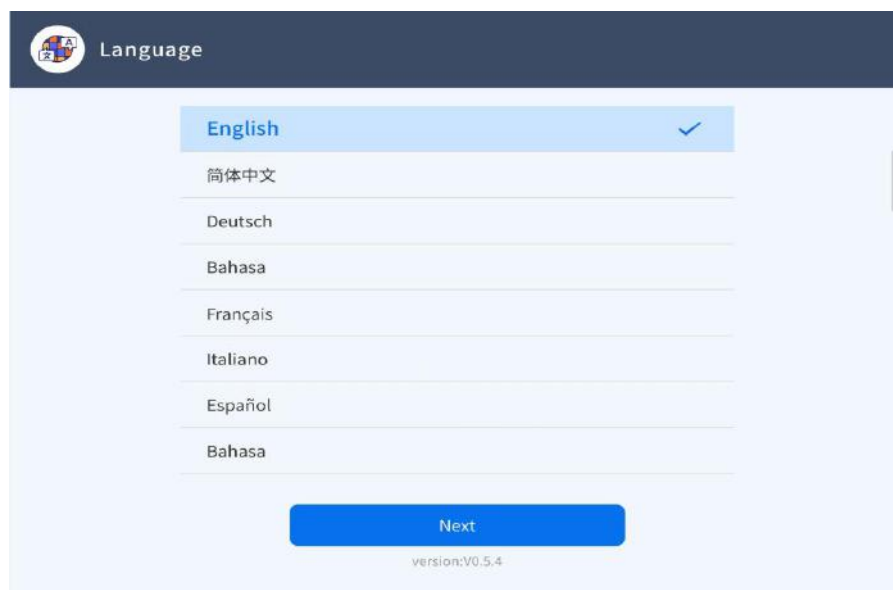 Language
English
简体中文
Deutsch
Bahasa
Français
Italiano
Español
Bahasa
Next
version:V0.5.4